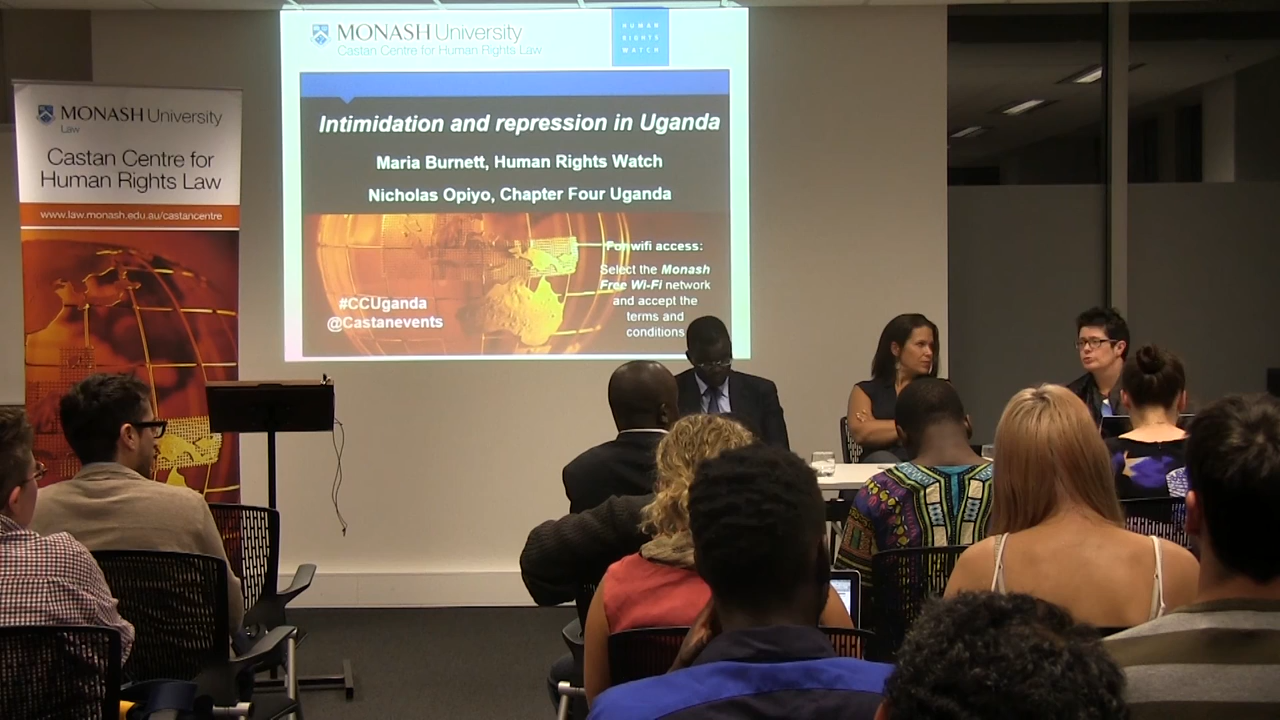 MONASH University
Law
Castan Centre for
Human Rights Law
www.law.monash.edu.au/castancentre
MONASH University
Castan Centre for Human Rights Law
HUMAN
RIGHTS
WATCH
Intimidation and repression in Uganda
Maria Burnett, Human Rights Watch
Nicholas Opiyo, Chapter Four Uganda
#CCUganda
@Castanevents
For wifi access:
Select the Monash
Free Wi-Fi network
and accept the
terms and
conditions